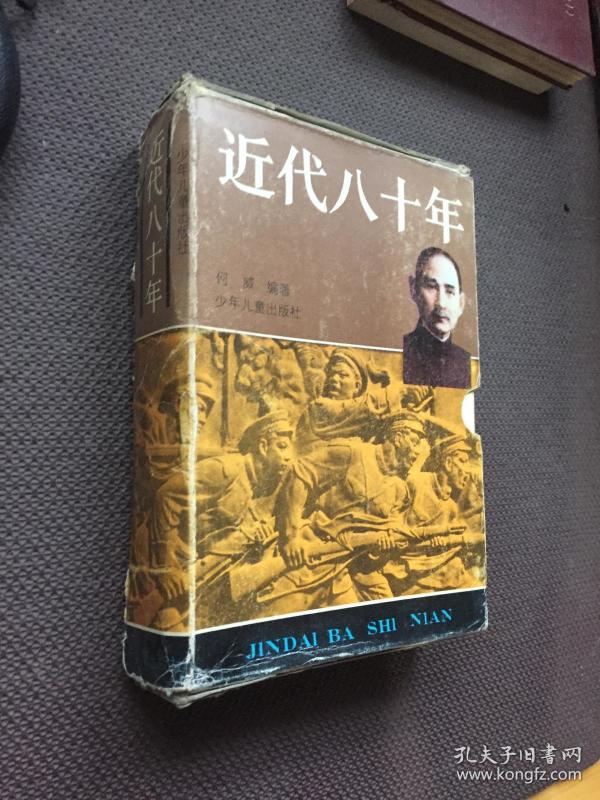 近代八十年
何威 编著
少年儿童出版社
JINDAI BA SHI NIAN
近代八十年
少年儿童出版社
孔夫子旧書网
www.kongfz.com